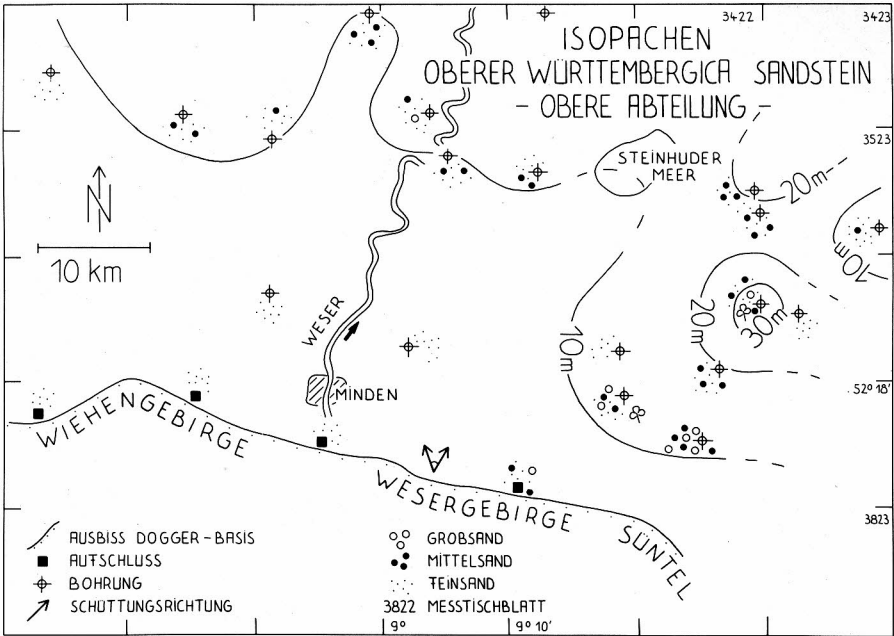 3422
3423
ISOPACHEN
OBERER WÜRTTEMBERGICA SANDSTEIN
- OBERE ABTEILUNG -
3523
STEINHUDER
MEER
20m
N
10 km
10m
WESER
20m
30m
10m
MINDEN
52° 18'
WIEHENGEBIRGE
WESERGEBIRGE
SÜNTEL
3823
AUSBISS DOGGER-BASIS
AUFSCHLUSS
BOHRUNG
SCHÜTTUNGSRICHTUNG
GROBSAND
MITTELSAND
FEINSAND
3822 MESSTISCHBLATT
9°
9° 10'